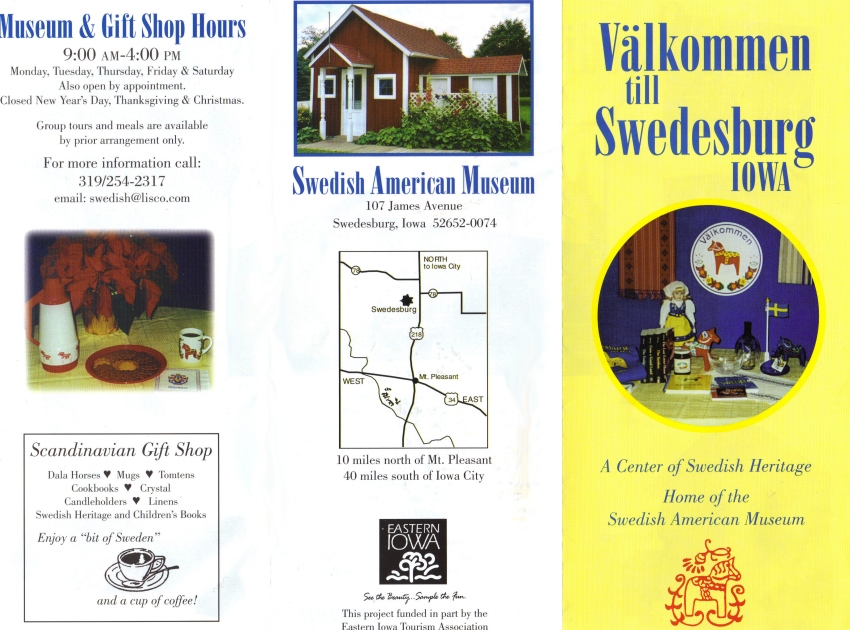 Museum & Gift Shop Hours
9:00 AM-4:00 PM
Monday, Tuesday, Thursday, Friday & Saturday
Also open by appointment.
Closed New Year's Day, Thanksgiving & Christmas.
Group tours and meals are available
by prior arrangement only.
For more information call:
319/254-2317
email: swedish@lisco.com
Scandinavian Gift Shop
Dala Horses ♥ Mugs ♥ Tomtens
Cookbooks ♥ Crystal
Candleholders ♥ Linens
Swedish Heritage and Children's Books
Enjoy a "bit of Sweden"
and a cup of coffee!
Swedish American Museum
107 James Avenue
Swedesburg, Iowa 52652-0074
NORTH
to Iowa City
78
78
Swedesburg
218
WEST
Mt. Pleasant
34
EAST
10 miles north of Mt. Pleasant
40 miles south of Iowa City
EASTERN
IOWA
See the Beauty...Sample the Fun.
This project funded in part by the
Eastern Iowa Tourism Association
Välkommen
till
Swedesburg
IOWA
Välkommen
A Center of Swedish Heritage
Home of the
Swedish American Museum